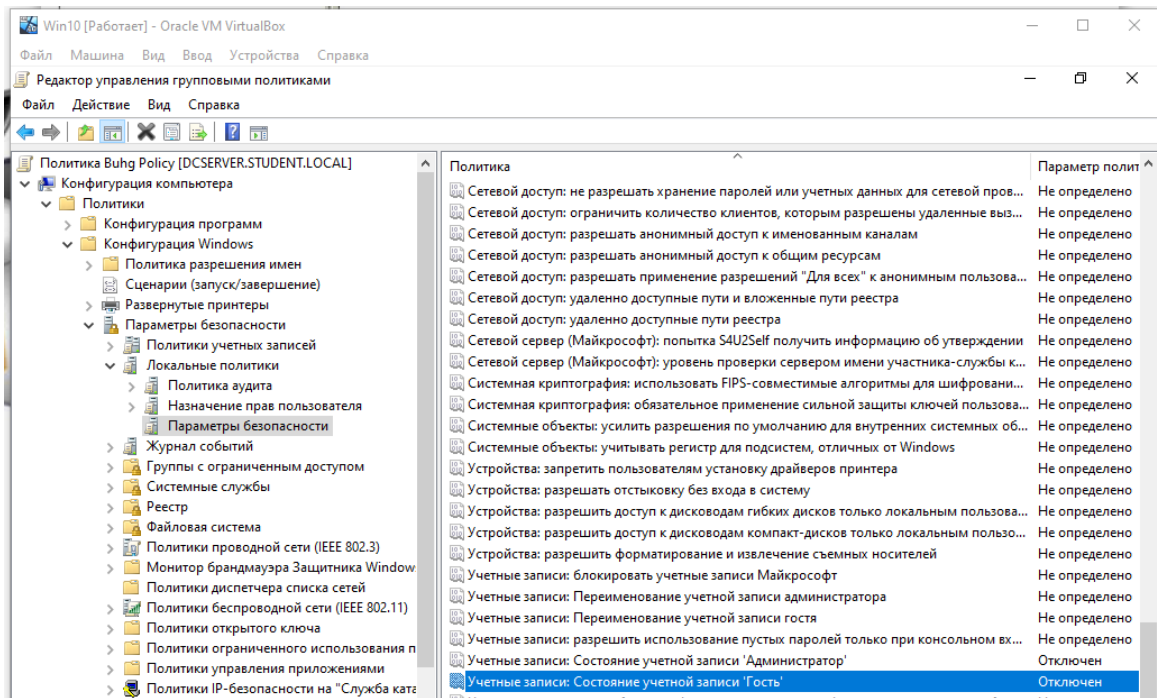 Win10 [Работает] - Oracle VM VirtualBox
Файл Машина Вид Ввод Устройства Справка
Редактор управления групповыми политиками
Файл Действие Вид Справка
Политика Buhg Policy [DCSERVER.STUDENT.LOCAL]
Конфигурация компьютера
Политики
Конфигурация программ
Конфигурация Windows
Политика разрешения имен
Сценарии (запуск/завершение)
Развернутые принтеры
Параметры безопасности
Политики учетных записей
Локальные политики
Политика аудита
Назначение прав пользователя
Параметры безопасности
Журнал событий
Группы с ограниченным доступом
Системные службы
Реестр
Файловая система
Политики проводной сети (IEEE 802.3)
Монитор брандмауэра Защитника Window
Политики диспетчера списка сетей
Политики беспроводной сети (IEEE 802.11)
Политики открытого ключа
Политики ограниченного использования п
Политики управления приложениями
Политики IP-безопасности на "Служба ката
Политика Параметр полит
Сетевой доступ: не разрешать хранение паролей или учетных данных для сетевой пров... Не определено
Сетевой доступ: ограничить количество клиентов, которым разрешены удаленные выз... Не определено
Сетевой доступ: разрешать анонимный доступ к именованным каналам Не определено
Сетевой доступ: разрешать анонимный доступ к общим ресурсам Не определено
Сетевой доступ: разрешать применение разрешений "Для всех" к анонимным пользова... Не определено
Сетевой доступ: удаленно доступные пути и вложенные пути реестра Не определено
Сетевой доступ: удаленно доступные пути реестра Не определено
Сетевой сервер (Майкрософт): попытка S4U2Self получить информацию об утверждении Не определено
Сетевой сервер (Майкрософт): уровень проверки сервером имени участника-службы к... Не определено
Системная криптография: использовать FIPS-совместимые алгоритмы для шифровани... Не определено
Системная криптография: обязательное применение сильной защиты ключей пользова... Не определено
Системные объекты: усилить разрешения по умолчанию для внутренних системных об... Не определено
Системные объекты: учитывать регистр для подсистем, отличных от Windows Не определено
Устройства: запретить пользователям установку драйверов принтера Не определено
Устройства: разрешать отстыковку без входа в систему Не определено
Устройства: разрешить доступ к дисководам гибких дисков только локальным пользова... Не определено
Устройства: разрешить доступ к дисководам компакт-дисков только локальным пользо... Не определено
Устройства: разрешить форматирование и извлечение съемных носителей Не определено
Учетные записи: блокировать учетные записи Майкрософт Не определено
Учетные записи: Переименование учетной записи администратора Не определено
Учетные записи: Переименование учетной записи гостя Не определено
Учетные записи: разрешить использование пустых паролей только при консольном вх... Не определено
Учетные записи: Состояние учетной записи 'Администратор' Отключен
Учетные записи: Состояние учетной записи 'Гость' Отключен